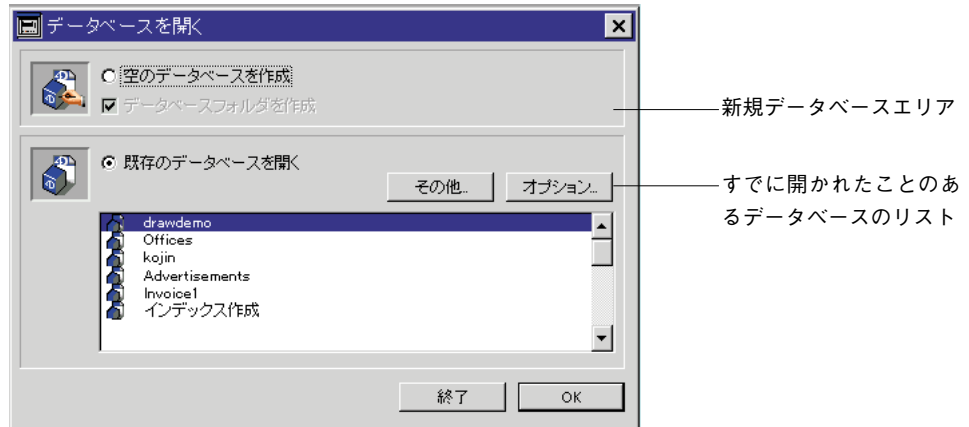 データベースを開く
空のデータベースを作成
データベースフォルダを作成
新規データベースエリア
既存のデータベースを開く
その他...
オプション...
すでに開かれたことのあ
るデータベースのリスト
drawdemo
Offices
kojin
Advertisements
Invoice1
インデックス作成
終了
OK